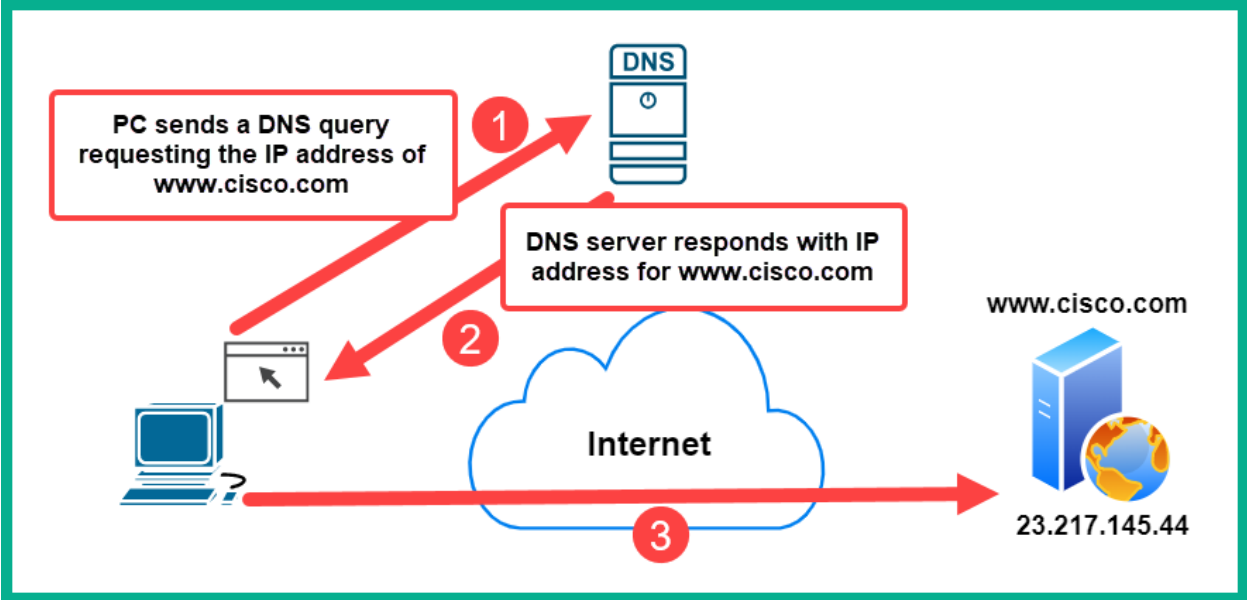 DNS
PC sends a DNS query
requesting the IP address of
www.cisco.com
1
DNS server responds with IP
address for www.cisco.com
2
www.cisco.com
Internet
23.217.145.44
3